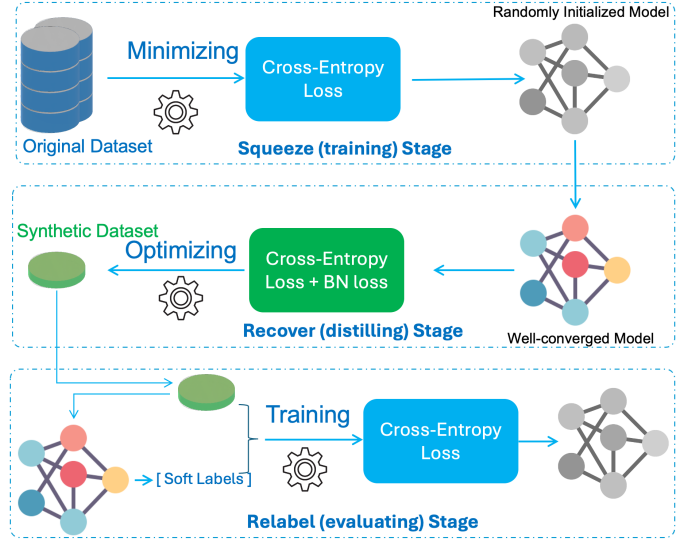 Randomly Initialized Model
Minimizing
Cross-Entropy
Loss
Original Dataset
Squeeze (training) Stage
Synthetic Dataset
Optimizing
Cross-Entropy
Loss + BN loss
Recover (distilling) Stage
Well-converged Model
Training
Cross-Entropy
Loss
[ Soft Labels ]
Relabel (evaluating) Stage